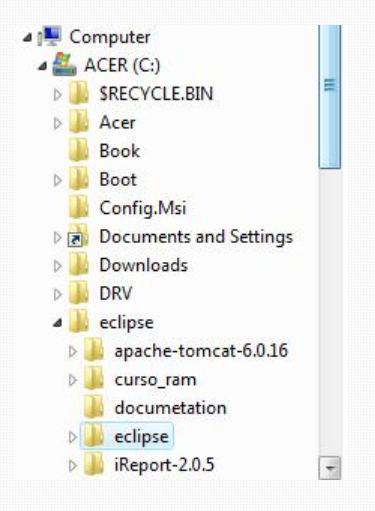 Computer
ACER (C:)
$RECYCLE.BIN
Acer
Book
Boot
Config.Msi
Documents and Settings
Downloads
DRV
eclipse
apache-tomcat-6.0.16
curso_ram
documetation
eclipse
iReport-2.0.5